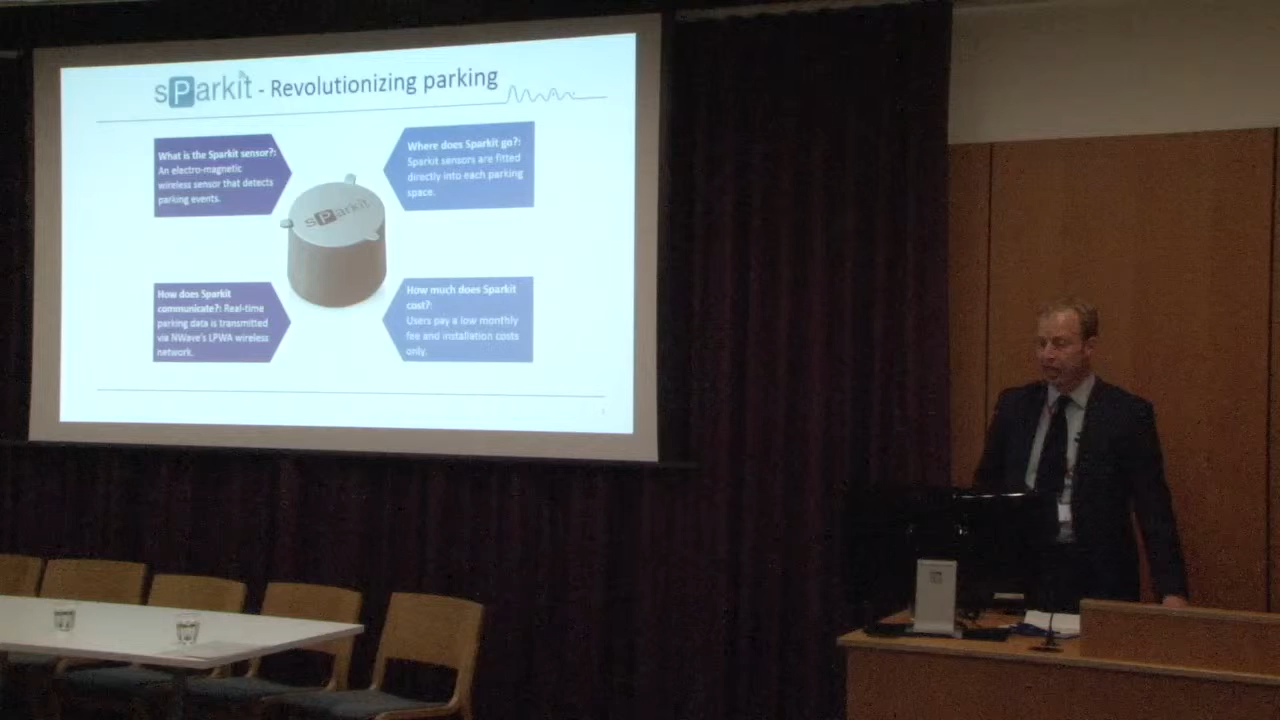 sParkit - Revolutionizing parking
What is the Sparkit sensor?:
An electro-magnetic
wireless sensor that detects
parking events.
Where does Sparkit go?:
Sparkit sensors are fitted
directly into each parking
space.
sParkit
How does Sparkit
communicate?: Real-time
parking data is transmitted
via NWave's LPWA wireless
network.
How much does Sparkit
cost?:
Users pay a low monthly
fee and installation costs
only.